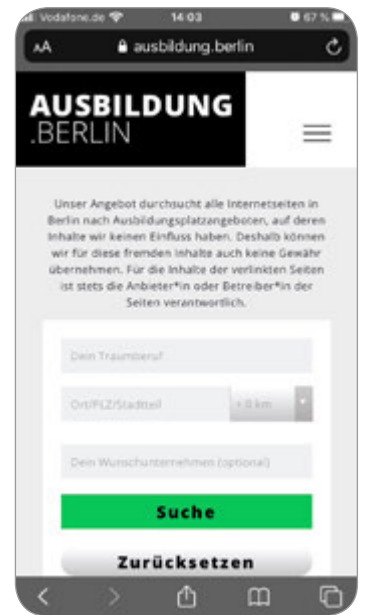 Vodafone.de 14:03 67 %
AA ausbildung.berlin
AUSBILDUNG
.BERLIN
Unser Angebot durchsucht alle Internetseiten in
Berlin nach Ausbildungsplatzangeboten, auf deren
Inhalte wir keinen Einfluss haben. Deshalb können
wir für diese fremden Inhalte auch keine Gewähr
übernehmen. Für die Inhalte der verlinkten Seiten
ist stets die Anbieter*in oder Betreiber*in der
Seiten verantwortlich.
Dein Traumberuf
Ort/PLZ/Stadtteil + 0 km
Dein Wunschunternehmen (optional)
Suche
Zurücksetzen